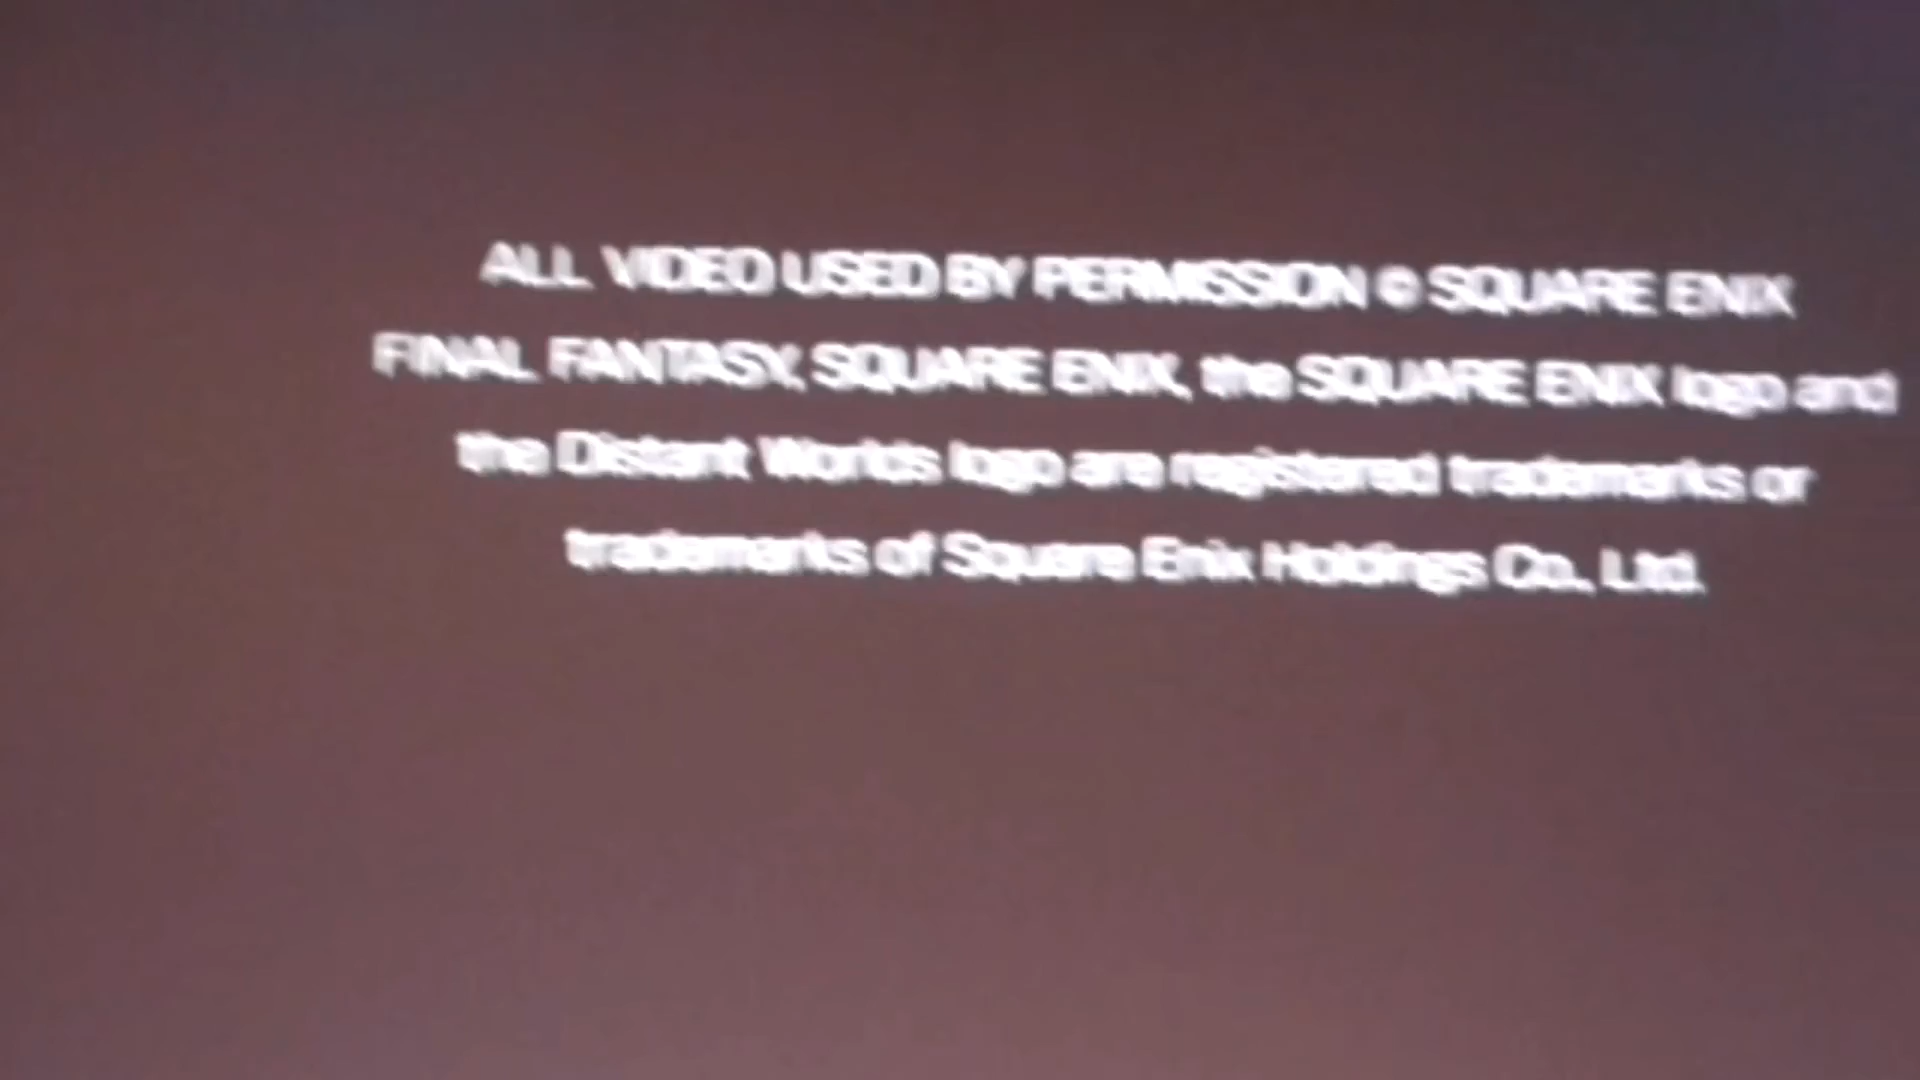 ALL VIDEO USED BY PERMISSION © SQUARE ENIX
FINAL FANTASY, SQUARE ENIX, the SQUARE ENIX logo and
the Distant Worlds logo are registered trademarks or
trademarks of Square Enix Holdings Co., Ltd.